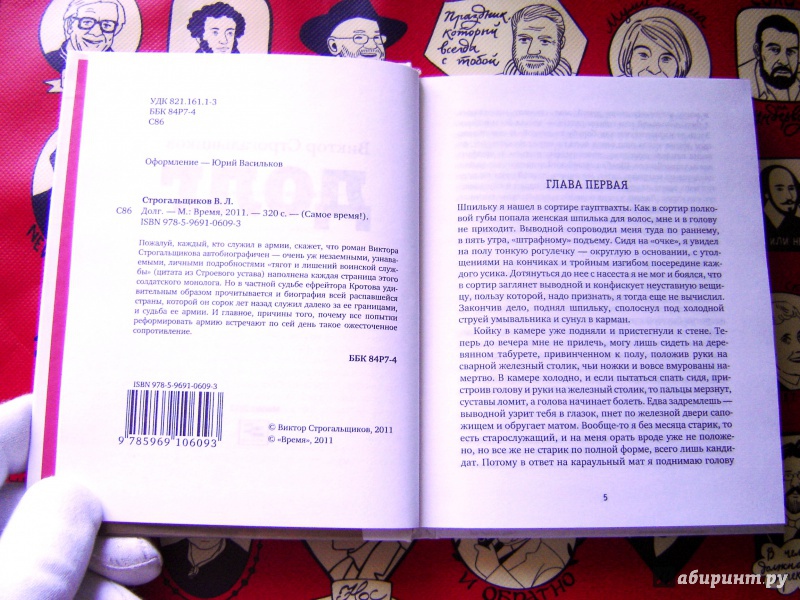 Праздник,
который
всегда
с тобой
УДК 821.161.1-3
ББК 84Р7-4
С86
Оформление — Юрий Васильков
Строгальщиков В. Л.
С86 Долг. — М.: Время, 2011. — 320 с. — (Самое время!).
ISBN 978-5-9691-0609-3
Пожалуй, каждый, кто служил в армии, скажет, что роман Виктора
Строгальщикова автобиографичен — очень уж незаемными, узнава-
емыми, личными подробностями «тягот и лишений воинской служ-
бы» (цитата из Строевого устава) наполнена каждая страница этого
солдатского монолога. Но в частной судьбе ефрейтора Кротова уди-
вительным образом прочитывается и биография всей распавшейся
страны, которой он сорок лет назад служил далеко за ее границами,
и судьба ее армии. И главное, причины того, почему все попытки
реформировать армию встречают по сей день такое ожесточенное
сопротивление.
ББК 84Р7-4
ISBN 978-5-9691-0609-3
9 785969 106093
© Виктор Строгальщиков, 2011
© «Время», 2011
ГЛАВА ПЕРВАЯ
Шпильку я нашел в сортире гауптвахты. Как в сортир полко-
вой губы попала женская шпилька для волос, мне и в голову
не приходит. Выводной сопроводил меня туда по раннему,
в пять утра, «штрафному» подъему. Сидя на «очке», я увидел
на полу тонкую рогулечку — округлую в основании, с уто-
лщениями на кончиках и тройным изгибом посередине каж-
дого усика. Дотянуться до нее с насеста я не мог и боялся, что
в сортир заглянет выводной и конфискует неуставную вещи-
цу, пользу которой, надо признать, я тогда еще не вычислил.
Закончив дело, поднял шпильку, сполоснул под холодной
струей умывальника и сунул в карман.
Койку в камере уже подняли и пристегнули к стене. Те-
перь до вечера мне не прилечь, могу лишь сидеть на дере-
вянном табурете, привинченном к полу, положив руки на
сварной железный столик, чьи ножки и вовсе вмурованы на-
мертво. В камере холодно, и если пытаться спать сидя, при-
строив голову и руки на железный столик, то пальцы мерзнут,
суставы ломит, а голова начинает болеть. Едва задремлешь —
выводной узрит тебя в глазок, пнет по железной двери сапо-
жищем и обругает матом. Вообще-то я без месяца старик, то
есть старослужащий, и на меня орать вроде уже не положе-
но, но все же не старик по полной форме, всего лишь канди-
дат. Потому в ответ на караульный мат я поднимаю голову
5
И ОБРАТНО
Нос
абиринт.ру